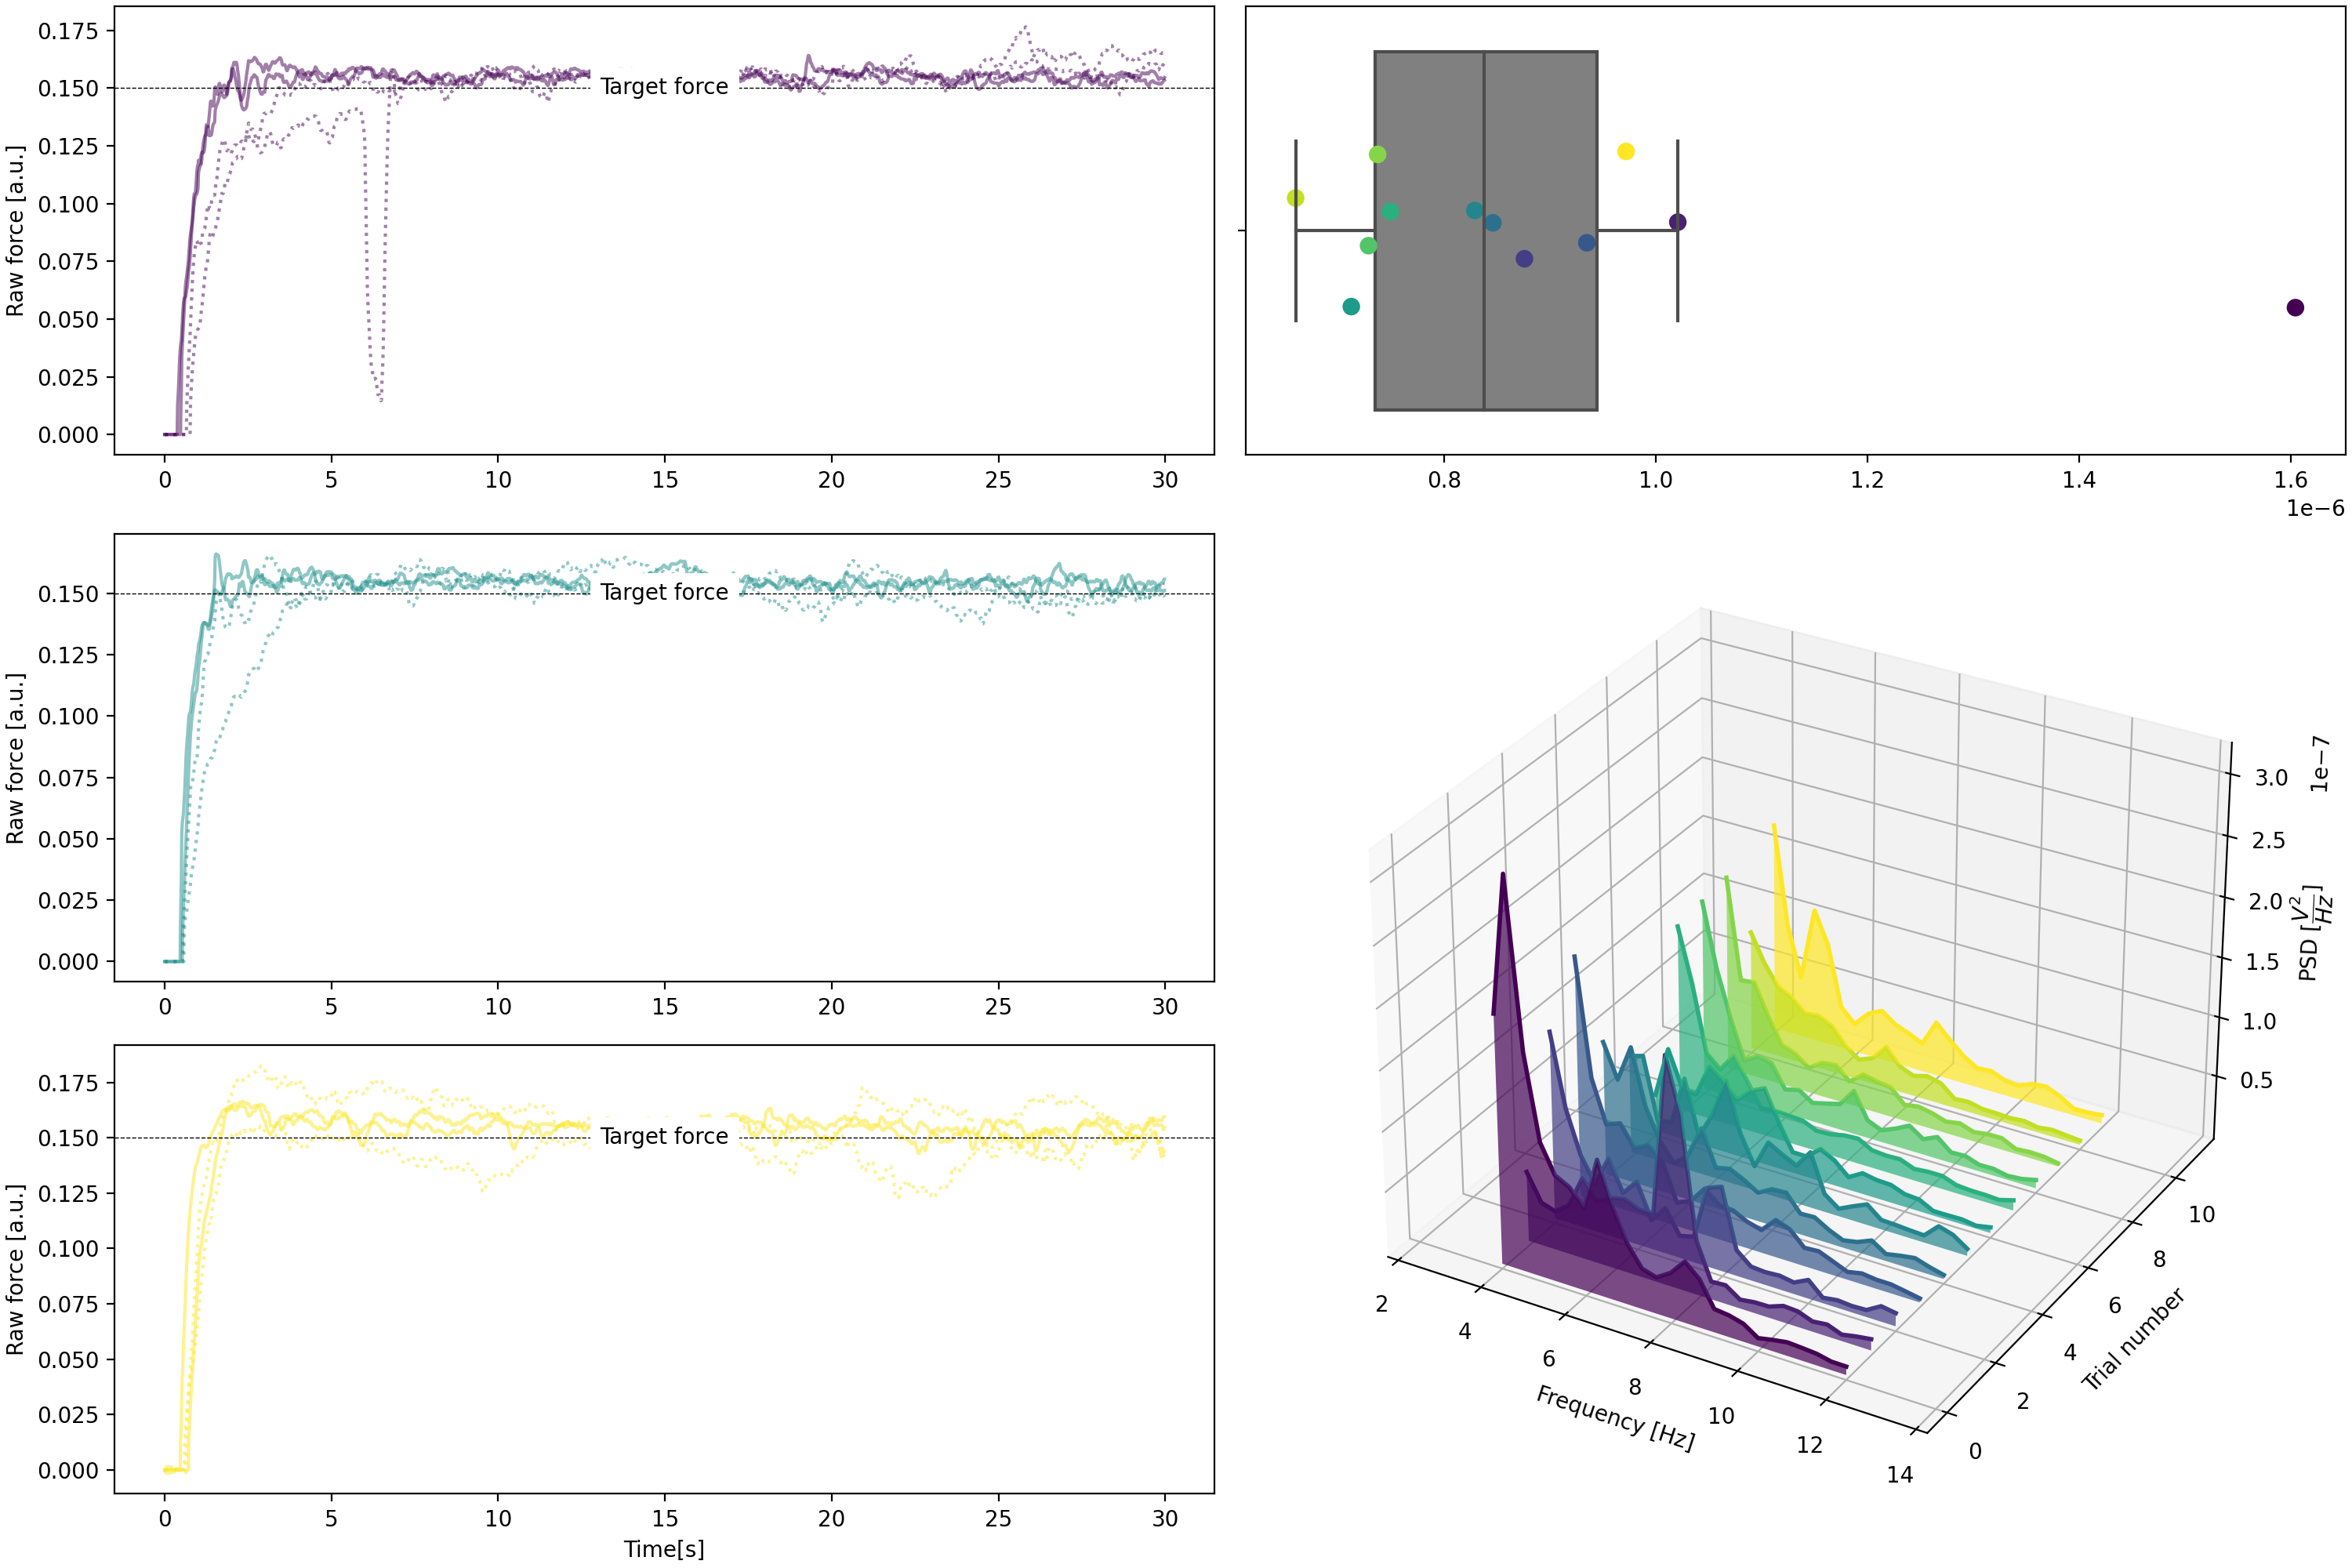 0.175
0.150
0.125
0.100
0.075
0.050
0.025
0.000
Raw force [a.u.]
Target force
0 5 10 15 20 25 30
0.8 1.0 1.2 1.4 1.6
1e−6
0.150
0.125
0.100
0.075
0.050
0.025
0.000
Raw force [a.u.]
Target force
0 5 10 15 20 25 30
0.175
0.150
0.125
0.100
0.075
0.050
0.025
0.000
Raw force [a.u.]
Target force
0 5 10 15 20 25 30
Time[s]
1e−7
3.0
2.5
2.0
1.5
1.0
0.5
PSD [V²/Hz]
10
8
6
4
2
0
Trial number
2
4
6
8
10
12
14
Frequency [Hz]